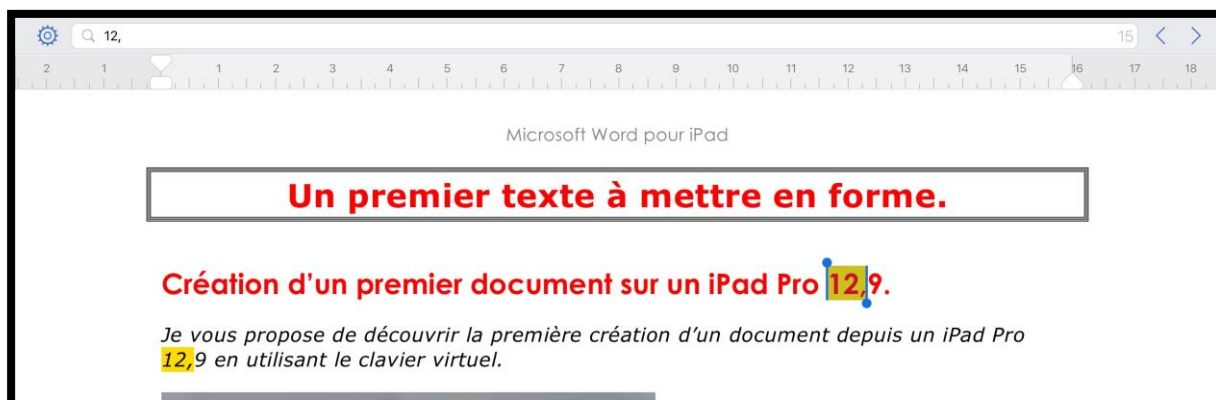 12,
15
2 1 1 2 3 4 5 6 7 8 9 10 11 12 13 14 15 16 17 18
Microsoft Word pour iPad
Un premier texte à mettre en forme.
Création d’un premier document sur un iPad Pro 12,9.
Je vous propose de découvrir la première création d’un document depuis un iPad Pro
12,9 en utilisant le clavier virtuel.